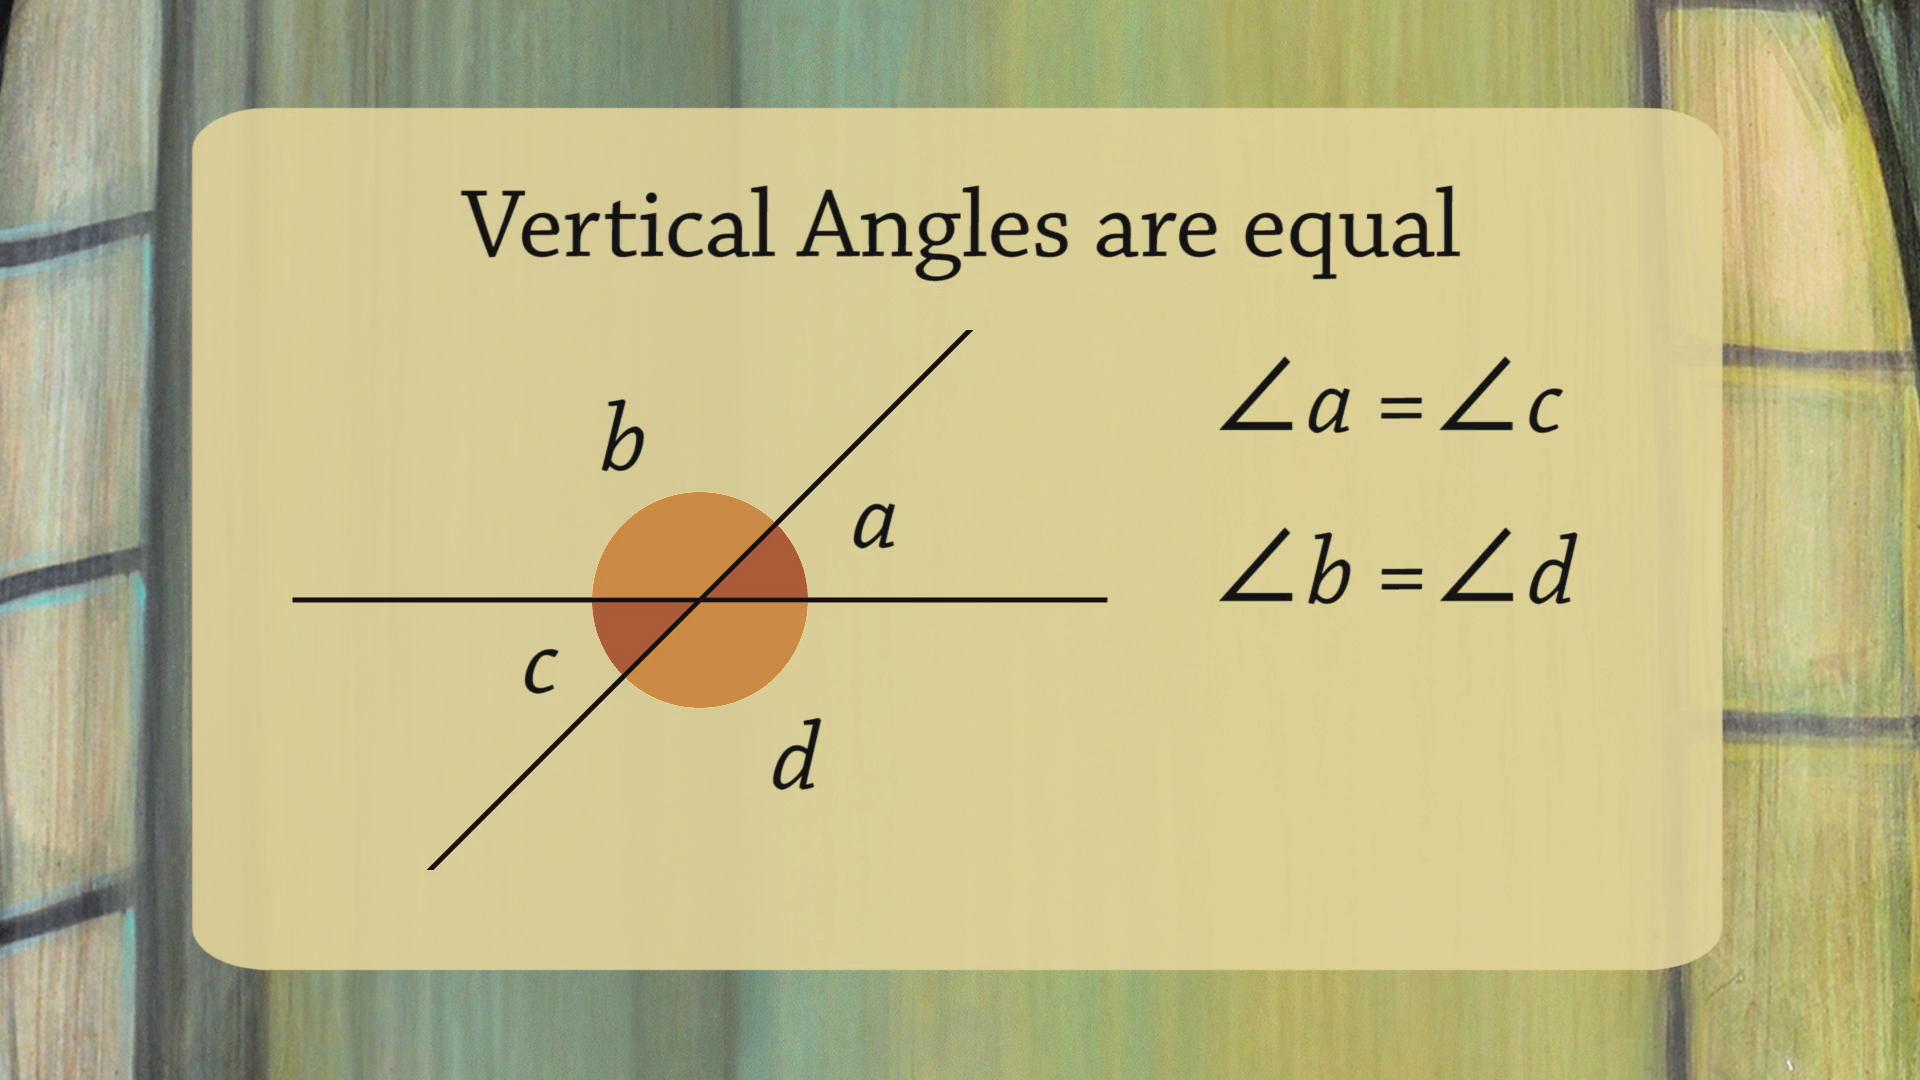 Vertical Angles are equal
b
a
c
d
∠a = ∠c
∠b = ∠d